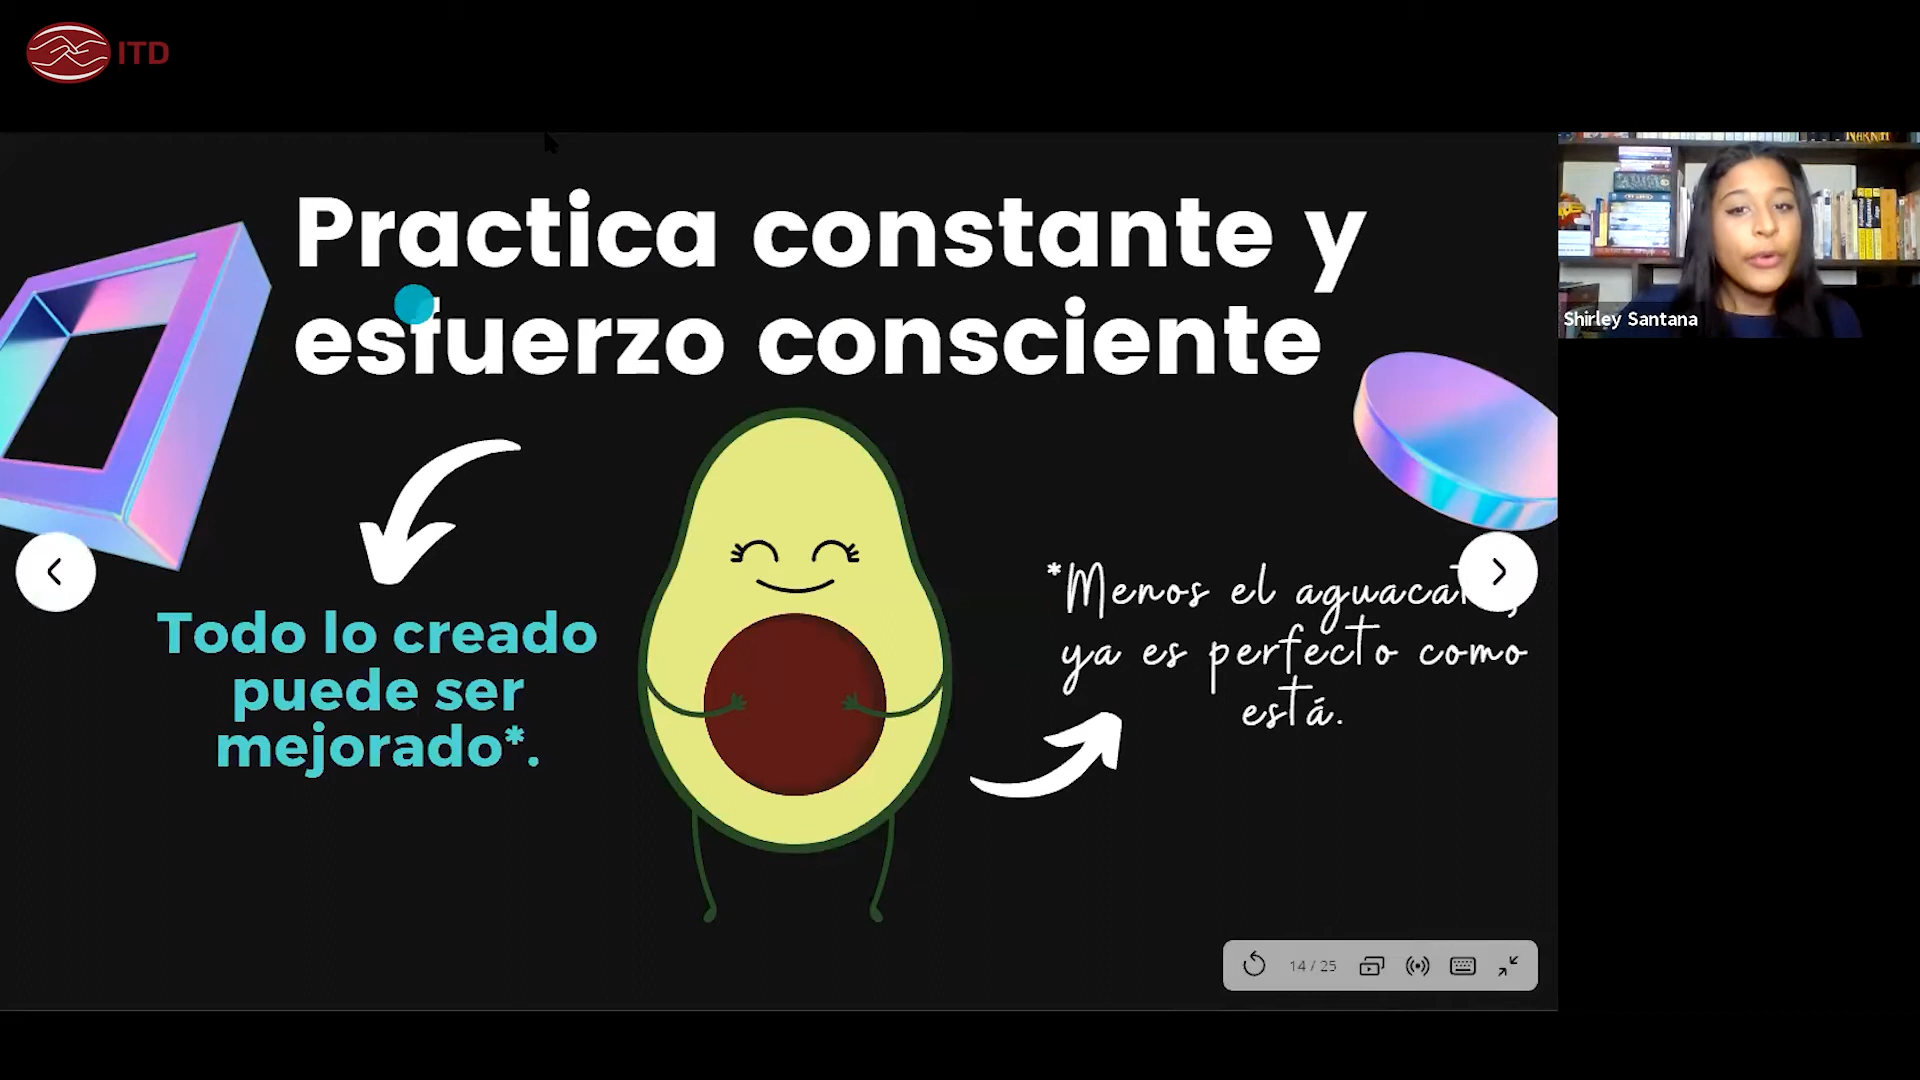 ITD
Practica constante y
esfuerzo consciente
Todo lo creado
puede ser
mejorado*.
*Menos el
ya es perfecto como
está.
Shirley Santana
NARNIA
14 / 25